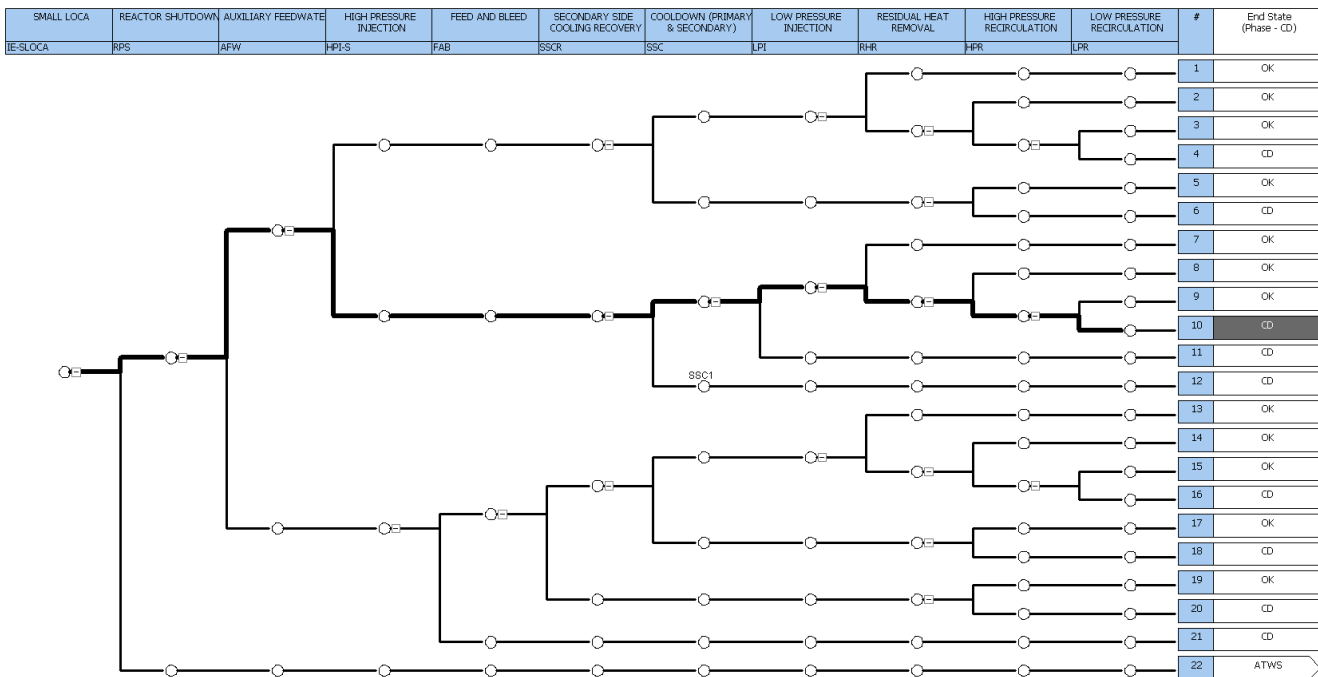 SMALL LOCA
REACTOR SHUTDOWN
AUXILIARY FEEDWATE
HIGH PRESSURE
INJECTION
FEED AND BLEED
SECONDARY SIDE
COOLING RECOVERY
COOLDOWN (PRIMARY
& SECONDARY)
LOW PRESSURE
INJECTION
RESIDUAL HEAT
REMOVAL
HIGH PRESSURE
RECIRCULATION
LOW PRESSURE
RECIRCULATION
#
End State
(Phase - CD)
IE-SLOCA
RPS
AFW
HPI-S
FAB
SSCR
SSC
LPI
RHR
HPR
LPR
1 OK
2 OK
3 OK
4 CD
5 OK
6 CD
7 OK
8 OK
9 OK
10 CD
11 CD
SSC1
12 CD
13 OK
14 OK
15 OK
16 CD
17 OK
18 CD
19 OK
20 CD
21 CD
22 ATWS